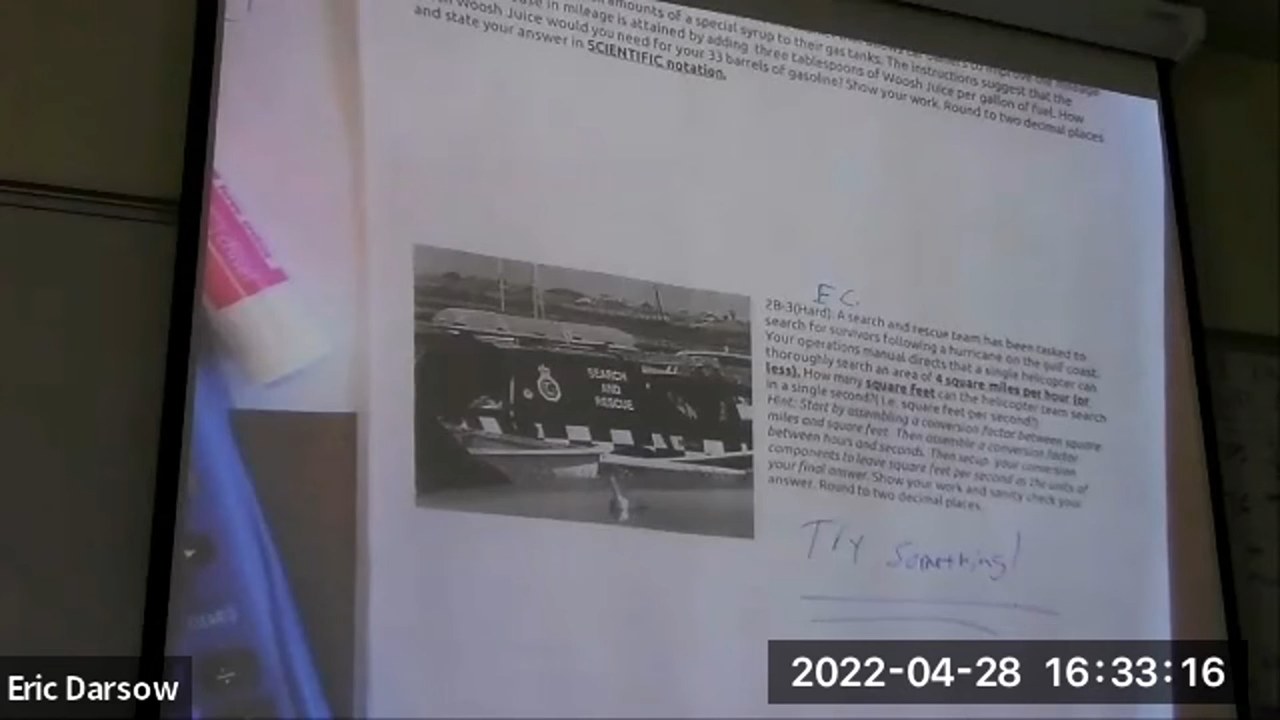 amounts of a special syrup to their gas tanks.
in mileage is attained by adding three tablespoons of Woosh Juice per gallon of fuel. How
Woosh Juice would you need for your 33 barrels of gasoline? Show your work. Round to two decimal places
and state your answer in SCIENTIFIC notation.
The instructions suggest that the
E C.
2B-3(Hard): A search and rescue team has been tasked to
search for survivors following a hurricane on the gulf coast.
Your operations manual directs that a single helicopter can
thoroughly search an area of 4 square miles per hour (or
less). How many square feet can the helicopter team search
in a single second? (i.e. square feet per second?)
Hint: Start by assembling a conversion factor between square
miles and square feet. Then assemble a conversion factor
between hours and seconds. Then setup your conversion
components to leave square feet per second as the units of
your final answer. Show your work and sanity check your
answer. Round to two decimal places.
SEARCH
AND
RESCUE
Try Something!
Eric Darsow
2022-04-28 16:33:16